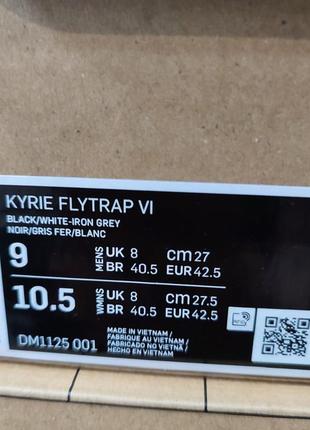 KYRIE FLYTRAP VI
BLACK/WHITE-IRON GREY
NOIR/GRIS FER/BLANC
9 MENS UK 8 cm 27
BR 40.5 EUR 42.5
10.5 WMNS UK 8 cm 27.5
BR 40.5 EUR 42.5
DM1125 001
MADE IN VIETNAM /
FABRIQUÉ AU VIETNAM /
FABRICADO NO VIETNÃ /
HECHO EN VIETNAM